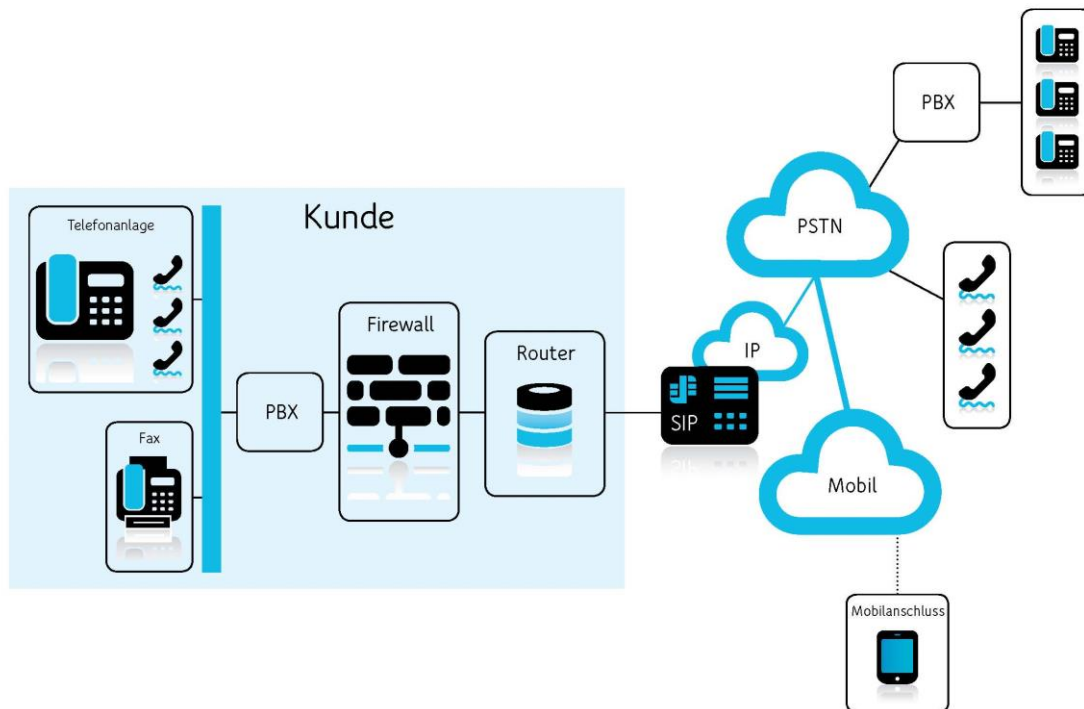 Kunde
Telefonanlage
Fax
PBX
Firewall
Router
SIP
IP
PSTN
PBX
Mobil
Mobilanschluss